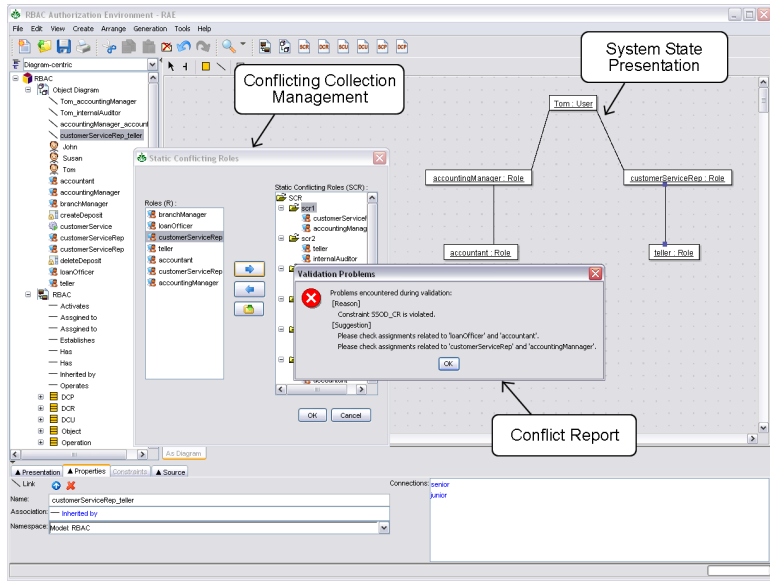 RBAC Authorization Environment - RAE
File Edit View Create Arrange Generation Tools Help
SCR DCR SCU DCU SCP DCP
Diagram-centric
RBAC
Object Diagram
Tom_accountingManager
Tom_internalAuditor
accountingManager_account
customerServiceRep_teller
John
Susan
Tom
accountant
accountingManager
branchManager
createDeposit
customerService
customerServiceRep
customerServiceRep
deleteDeposit
loanOfficer
teller
RBAC
Activates
Assgined to
Assgined to
Establishes
Has
Has
Inherited by
Operates
DCP
DCR
DCU
Object
Operation
Conflicting Collection
Management
System State
Presentation
Tom : User
accountingManager : Role
customerServiceRep : Role
accountant : Role
teller : Role
Static Conflicting Roles
Roles (R) :
branchManager
loanOfficer
customerServiceRep
teller
accountant
customerServiceRep
accountingManager
Static Conflicting Roles (SCR) :
SCR
scr1
customerServiceR
accountingManag
scr2
teller
internalAuditor
accountant
OK Cancel
Validation Problems
Problems encountered during validation:
[Reason]
Constraint SSOD_CR is violated.
[Suggestion]
Please check assignments related to 'loanOfficer' and 'accountant'.
Please check assignments related to 'customerServiceRep' and 'accountingMannager'.
OK
Conflict Report
As Diagram
Presentation Properties Constraints Source
Link
Name: customerServiceRep_teller
Association: Inherited by
Namespace: Model: RBAC
Connections: senior
junior